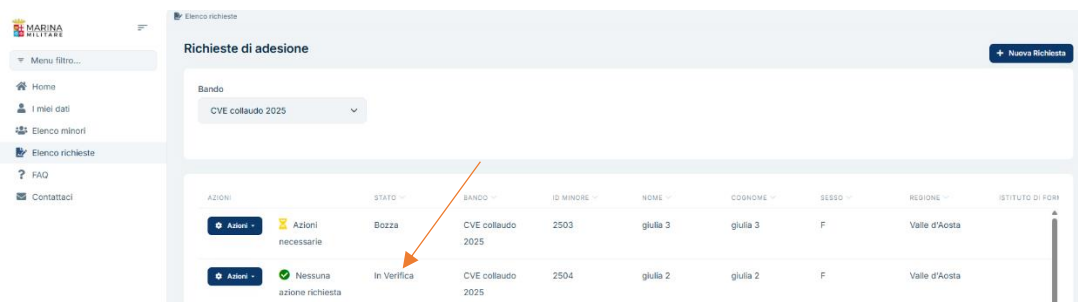 MARINA
MILITARE
Menu filtro...
Home
I miei dati
Elenco minori
Elenco richieste
FAQ
Contattaci
Elenco richieste
Richieste di adesione
+ Nuova Richiesta
Bando
CVE collaudo 2025
AZIONI STATO BANDO ID MINORE NOME COGNOME SESSO REGIONE ISTITUTO DI FORM
Azioni Azioni necessarie Bozza CVE collaudo 2025 2503 giulia 3 giulia 3 F Valle d'Aosta
Azioni Nessuna azione richiesta In Verifica CVE collaudo 2025 2504 giulia 2 giulia 2 F Valle d'Aosta